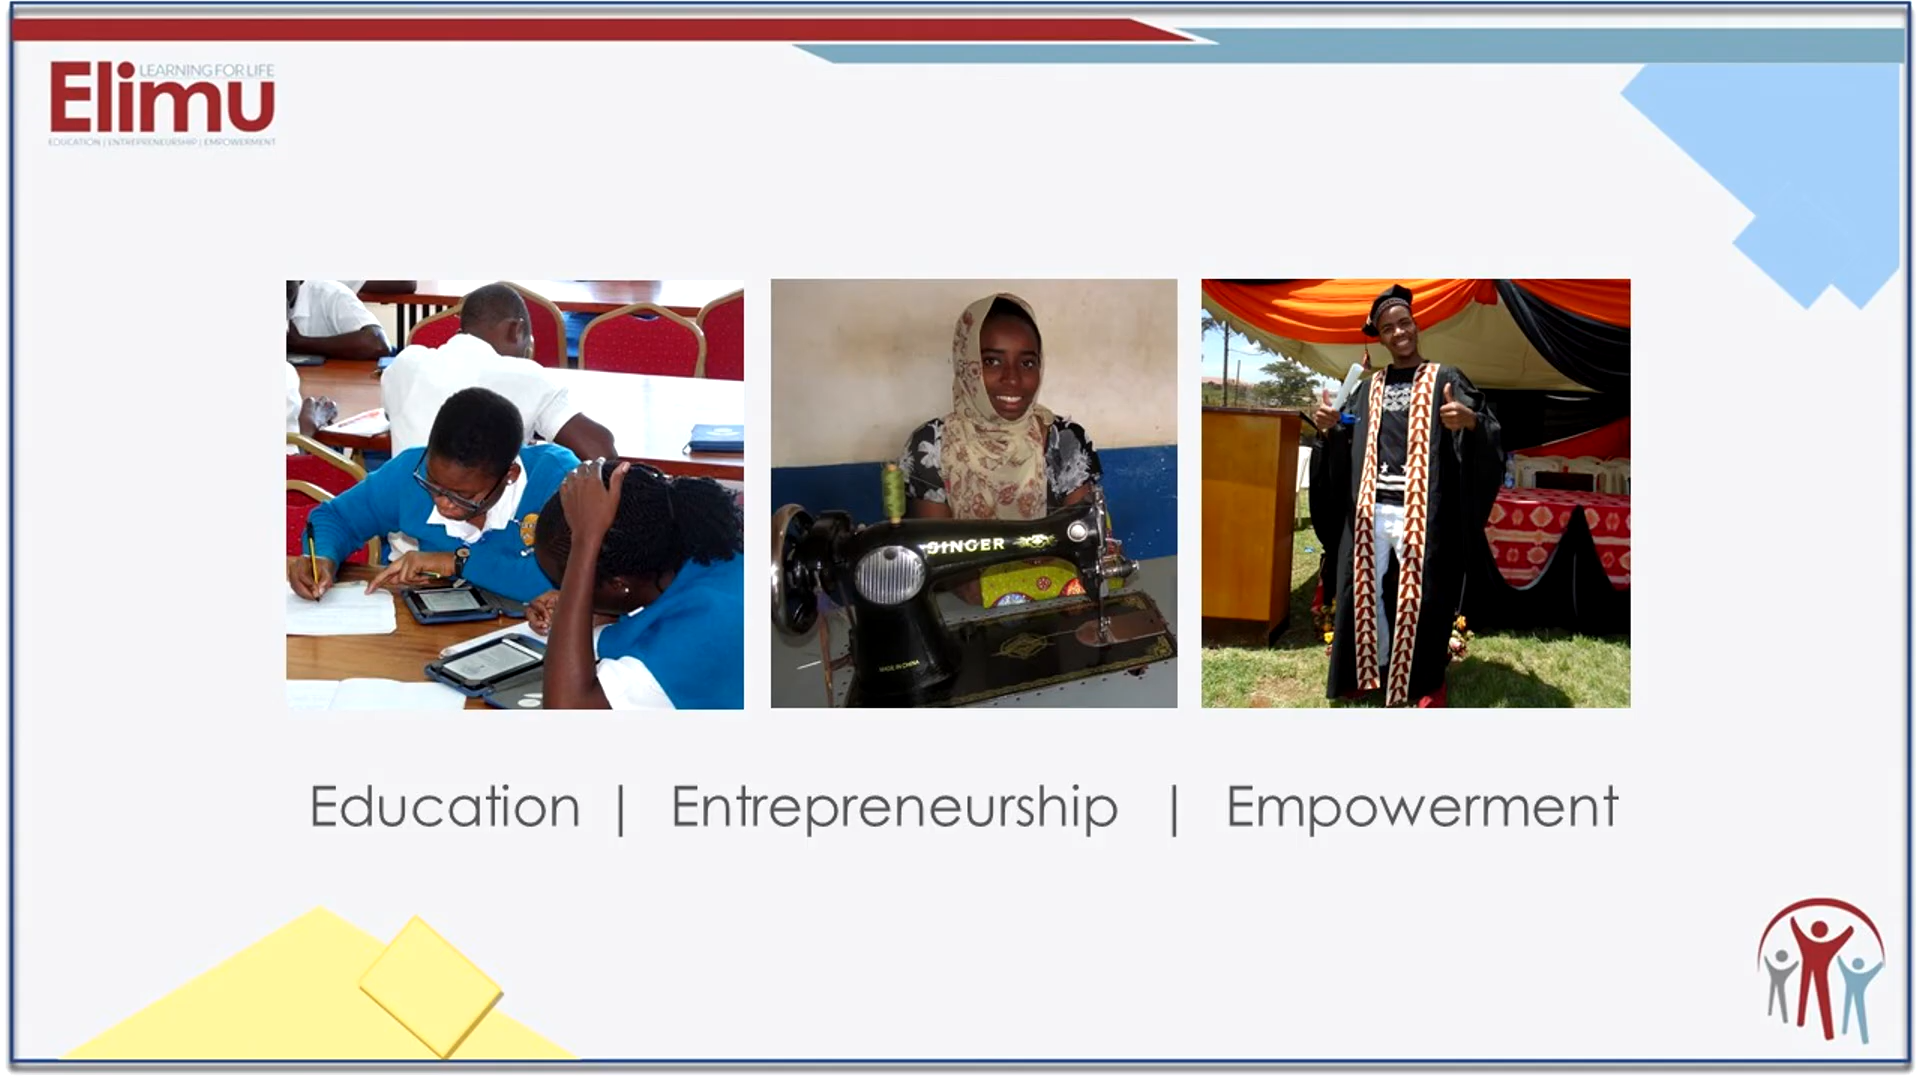 LEARNING FOR LIFE
Elimu
EDUCATION | ENTREPRENEURSHIP | EMPOWERMENT
SINGER
MADE IN CHINA
Education | Entrepreneurship | Empowerment